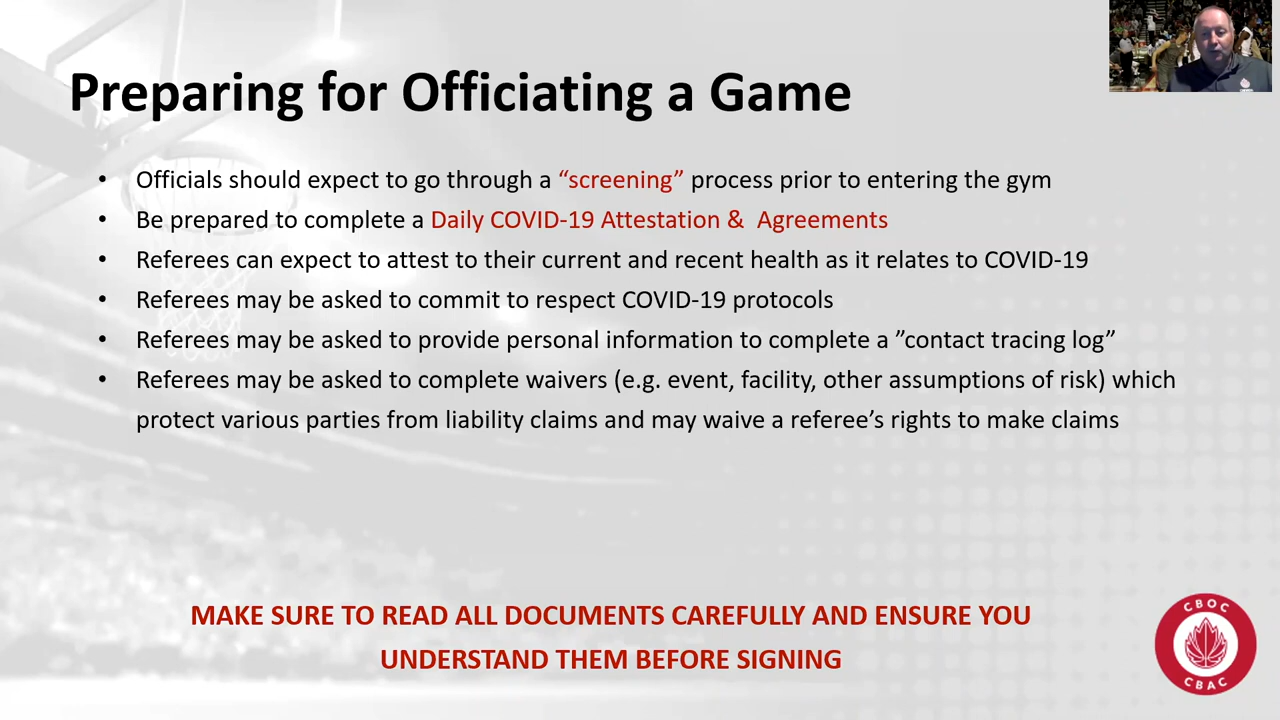 Preparing for Officiating a Game
• Officials should expect to go through a “screening” process prior to entering the gym
• Be prepared to complete a Daily COVID-19 Attestation &  Agreements
• Referees can expect to attest to their current and recent health as it relates to COVID-19
• Referees may be asked to commit to respect COVID-19 protocols
• Referees may be asked to provide personal information to complete a ”contact tracing log”
• Referees may be asked to complete waivers (e.g. event, facility, other assumptions of risk) which
protect various parties from liability claims and may waive a referee’s rights to make claims
MAKE SURE TO READ ALL DOCUMENTS CAREFULLY AND ENSURE YOU
UNDERSTAND THEM BEFORE SIGNING
CBOC
CBAC